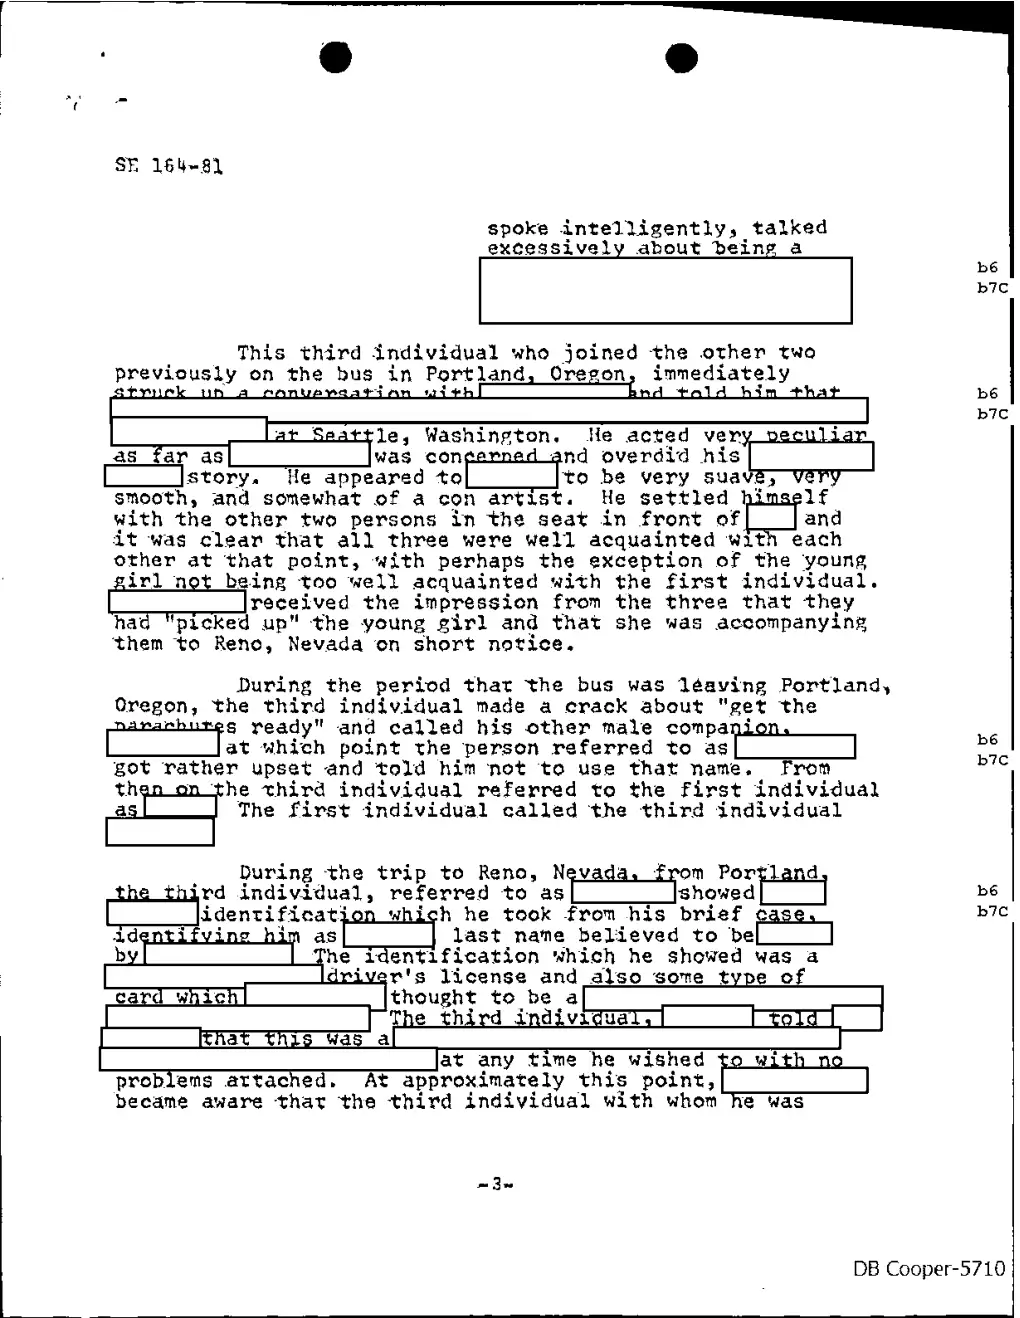 SE 164-81
spoke intelligently, talked
excessively about being a
b6
b7C
This third individual who joined the other two
previously on the bus in Portland, Oregon, immediately
struck up a conversation with and told him that
b6
b7C
at Seattle, Washington. He acted very peculiar
as far as was concerned and overdid his
story. He appeared to to be very suave, very
smooth, and somewhat of a con artist. He settled himself
with the other two persons in the seat in front of and
it was clear that all three were well acquainted with each
other at that point, with perhaps the exception of the young
girl not being too well acquainted with the first individual.
received the impression from the three that they
had "picked up" the young girl and that she was accompanying
them to Reno, Nevada on short notice.
During the period that the bus was leaving Portland,
Oregon, the third individual made a crack about "get the
parachutes ready" and called his other male companion,
at which point the person referred to as
b6
b7C
got rather upset and told him not to use that name. From
then on the third individual referred to the first individual
as The first individual called the third individual
During the trip to Reno, Nevada, from Portland,
the third individual, referred to as showed
b6
identification which he took from his brief case,
b7C
identifying him as last name believed to be
by The identification which he showed was a
driver's license and also some type of
card which thought to be a
The third individual, told
that this was a
at any time he wished to with no
problems attached. At approximately this point,
became aware that the third individual with whom he was
-3-
DB Cooper-5710